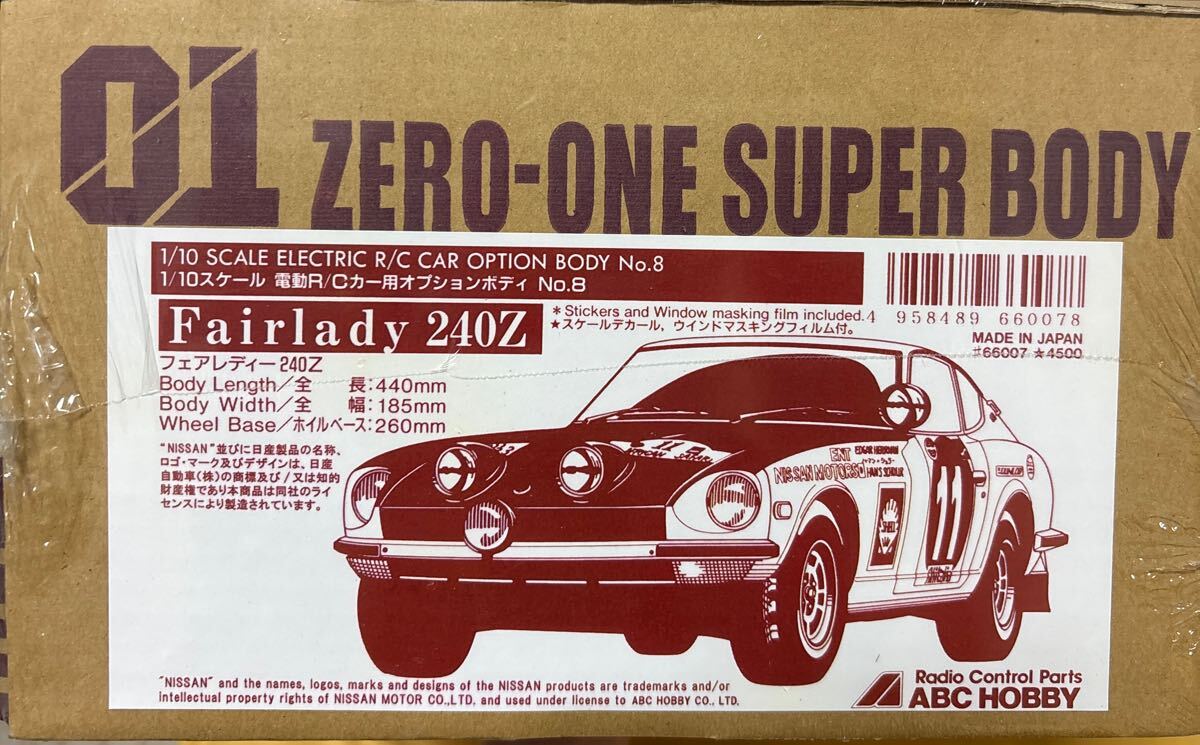 01 ZERO-ONE SUPER BODY
1/10 SCALE ELECTRIC R/C CAR OPTION BODY No.8
1/10スケール 電動R/Cカー用オプションボディ No.8
Fairlady 240Z
*Stickers and Window masking film included.
★スケールデカール, ウインドマスキングフィルム付。
4 958489 660078
MADE IN JAPAN
#66007 ★4500
フェアレディー240Z
Body Length/全 長:440mm
Body Width/全 幅:185mm
Wheel Base/ホイルベース:260mm
"NISSAN"並びに日産製品の名称、
ロゴ・マーク及びデザインは、日産
自動車(株)の商標及び/又は知的
財産権であり本商品は同社のライ
センスにより製造されています。
11
ENT
NISSAN MOTORS
EDGAR HERRMAN
HANS SCHULLER
11
"NISSAN" and the names, logos, marks and designs of the NISSAN products are trademarks and/or
intellectual property rights of NISSAN MOTOR CO.,LTD. and used under license to ABC HOBBY CO., LTD.
Radio Control Parts
ABC HOBBY